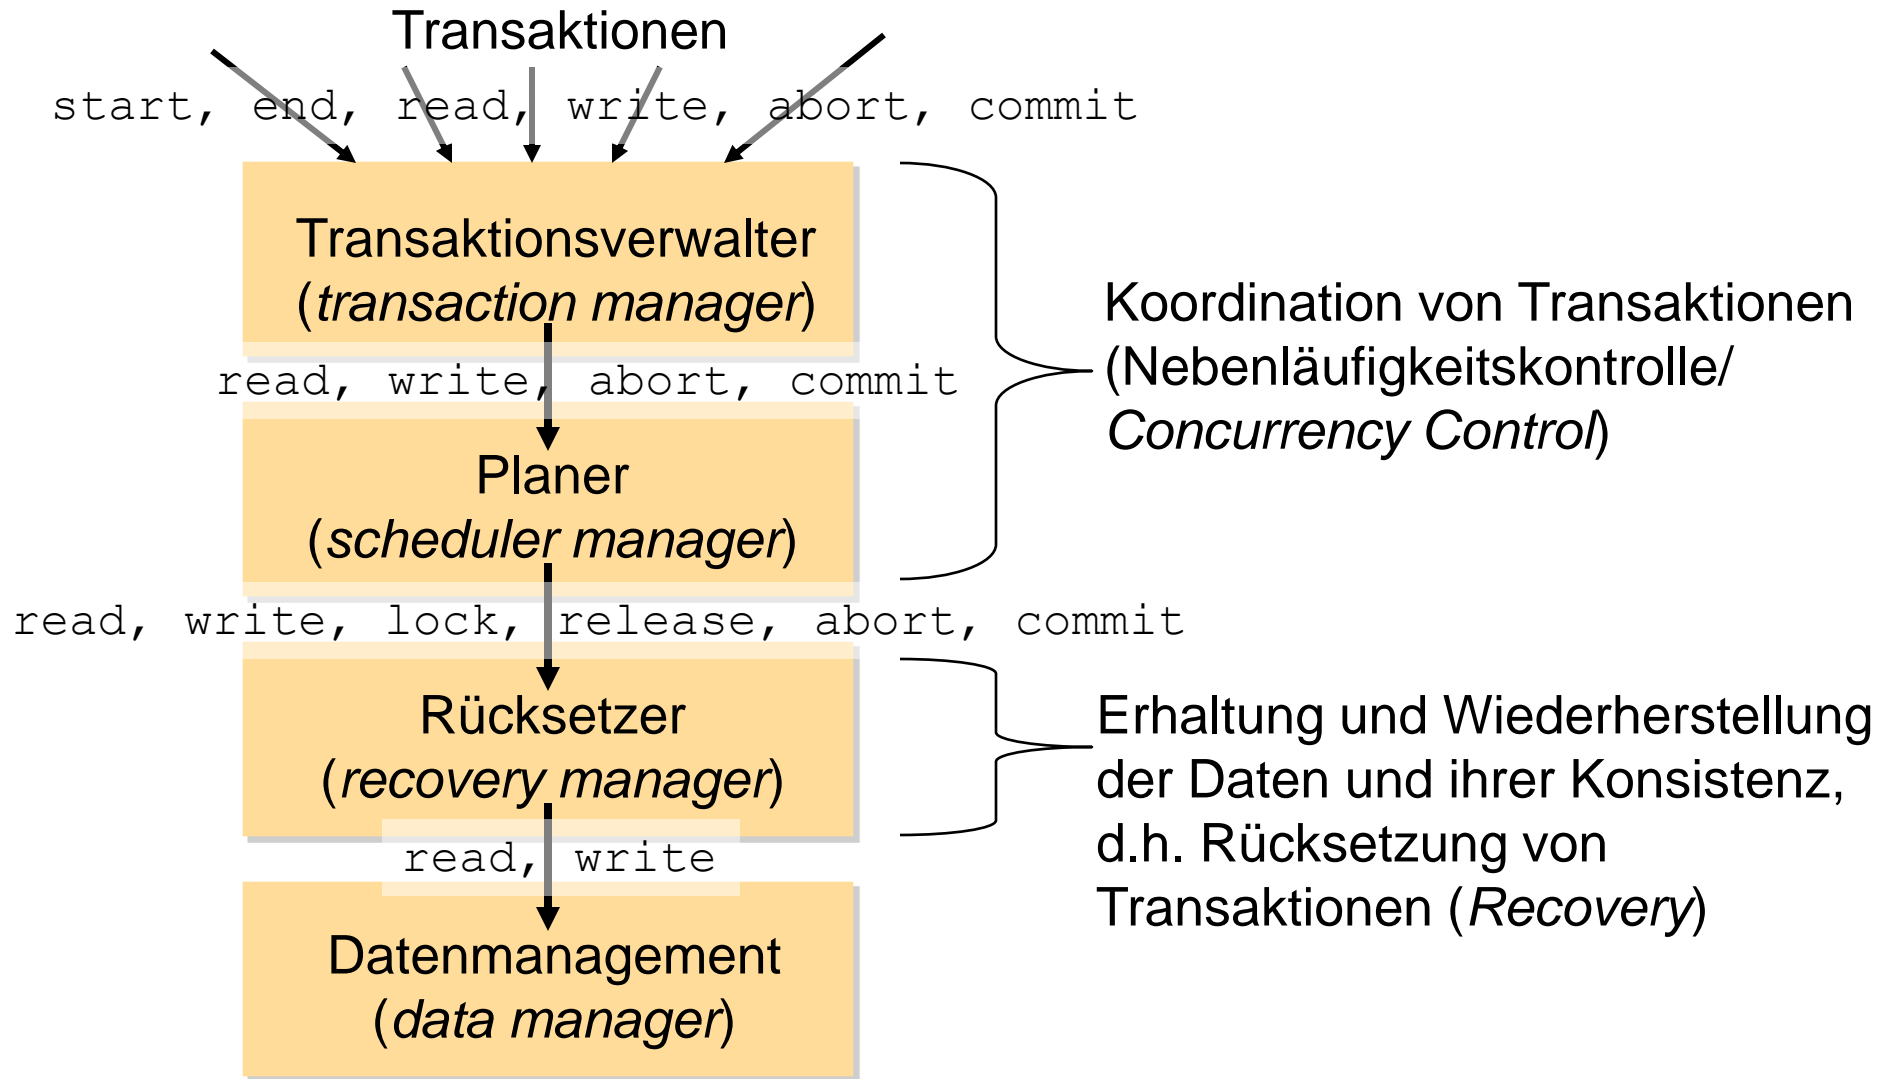 Transaktionen
start, end, read, write, abort, commit
Transaktionsverwalter
(transaction manager)
read, write, abort, commit
Planer
(scheduler manager)
Koordination von Transaktionen
(Nebenläufigkeitskontrolle/
Concurrency Control)
read, write, lock, release, abort, commit
Rücksetzer
(recovery manager)
Erhaltung und Wiederherstellung
der Daten und ihrer Konsistenz,
d.h. Rücksetzung von
Transaktionen (Recovery)
read, write
Datenmanagement
(data manager)